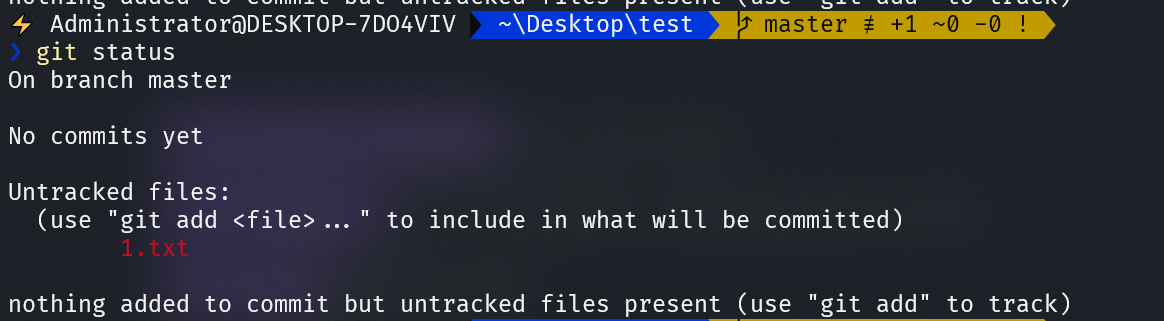 nothing added to commit but untracked files present (use "git add" to track)
⚡ Administrator@DESKTOP-7DO4VIV ~\Desktop\test master ≢ +1 ~0 -0 !
❯ git status
On branch master
No commits yet
Untracked files:
(use "git add <file>..." to include in what will be committed)
1.txt
nothing added to commit but untracked files present (use "git add" to track)